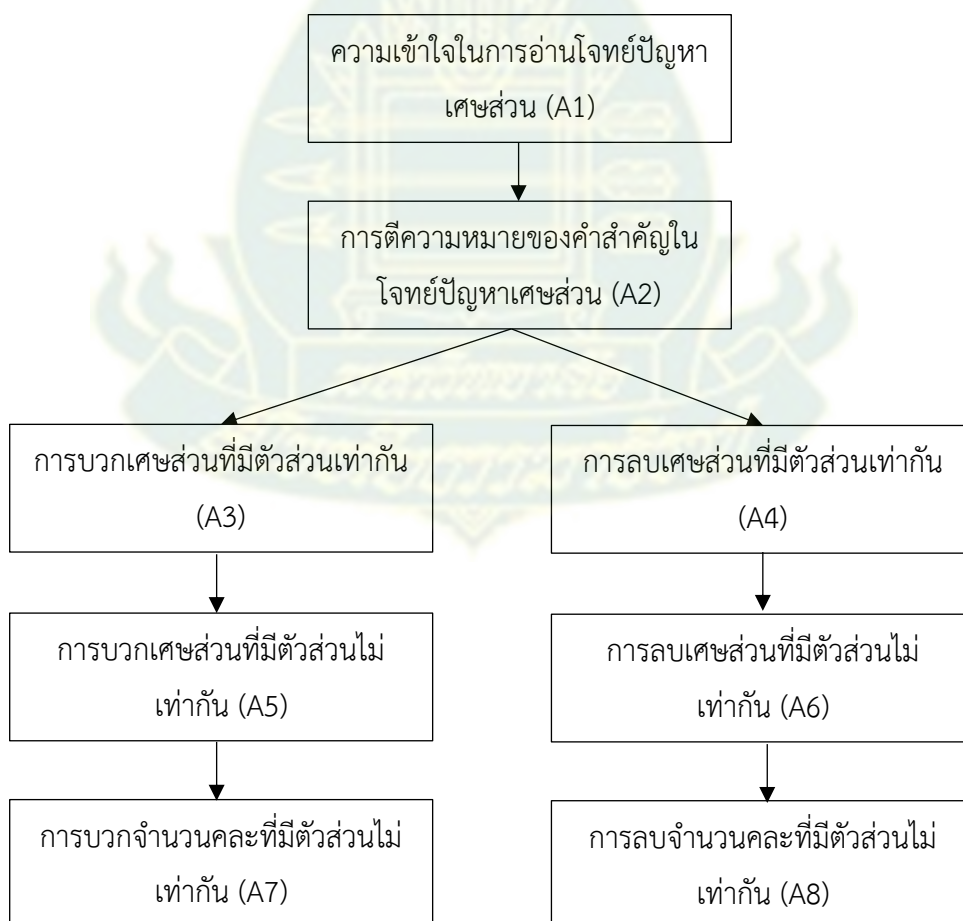 ความเข้าใจในการอ่านโจทย์ปัญหา
เศษส่วน (A1)
การตีความหมายของคำสำคัญใน
โจทย์ปัญหาเศษส่วน (A2)
การบวกเศษส่วนที่มีตัวส่วนเท่ากัน
(A3)
การลบเศษส่วนที่มีตัวส่วนเท่ากัน
(A4)
การบวกเศษส่วนที่มีตัวส่วนไม่
เท่ากัน (A5)
การลบเศษส่วนที่มีตัวส่วนไม่
เท่ากัน (A6)
การบวกจำนวนคละที่มีตัวส่วนไม่
เท่ากัน (A7)
การลบจำนวนคละที่มีตัวส่วนไม่
เท่ากัน (A8)